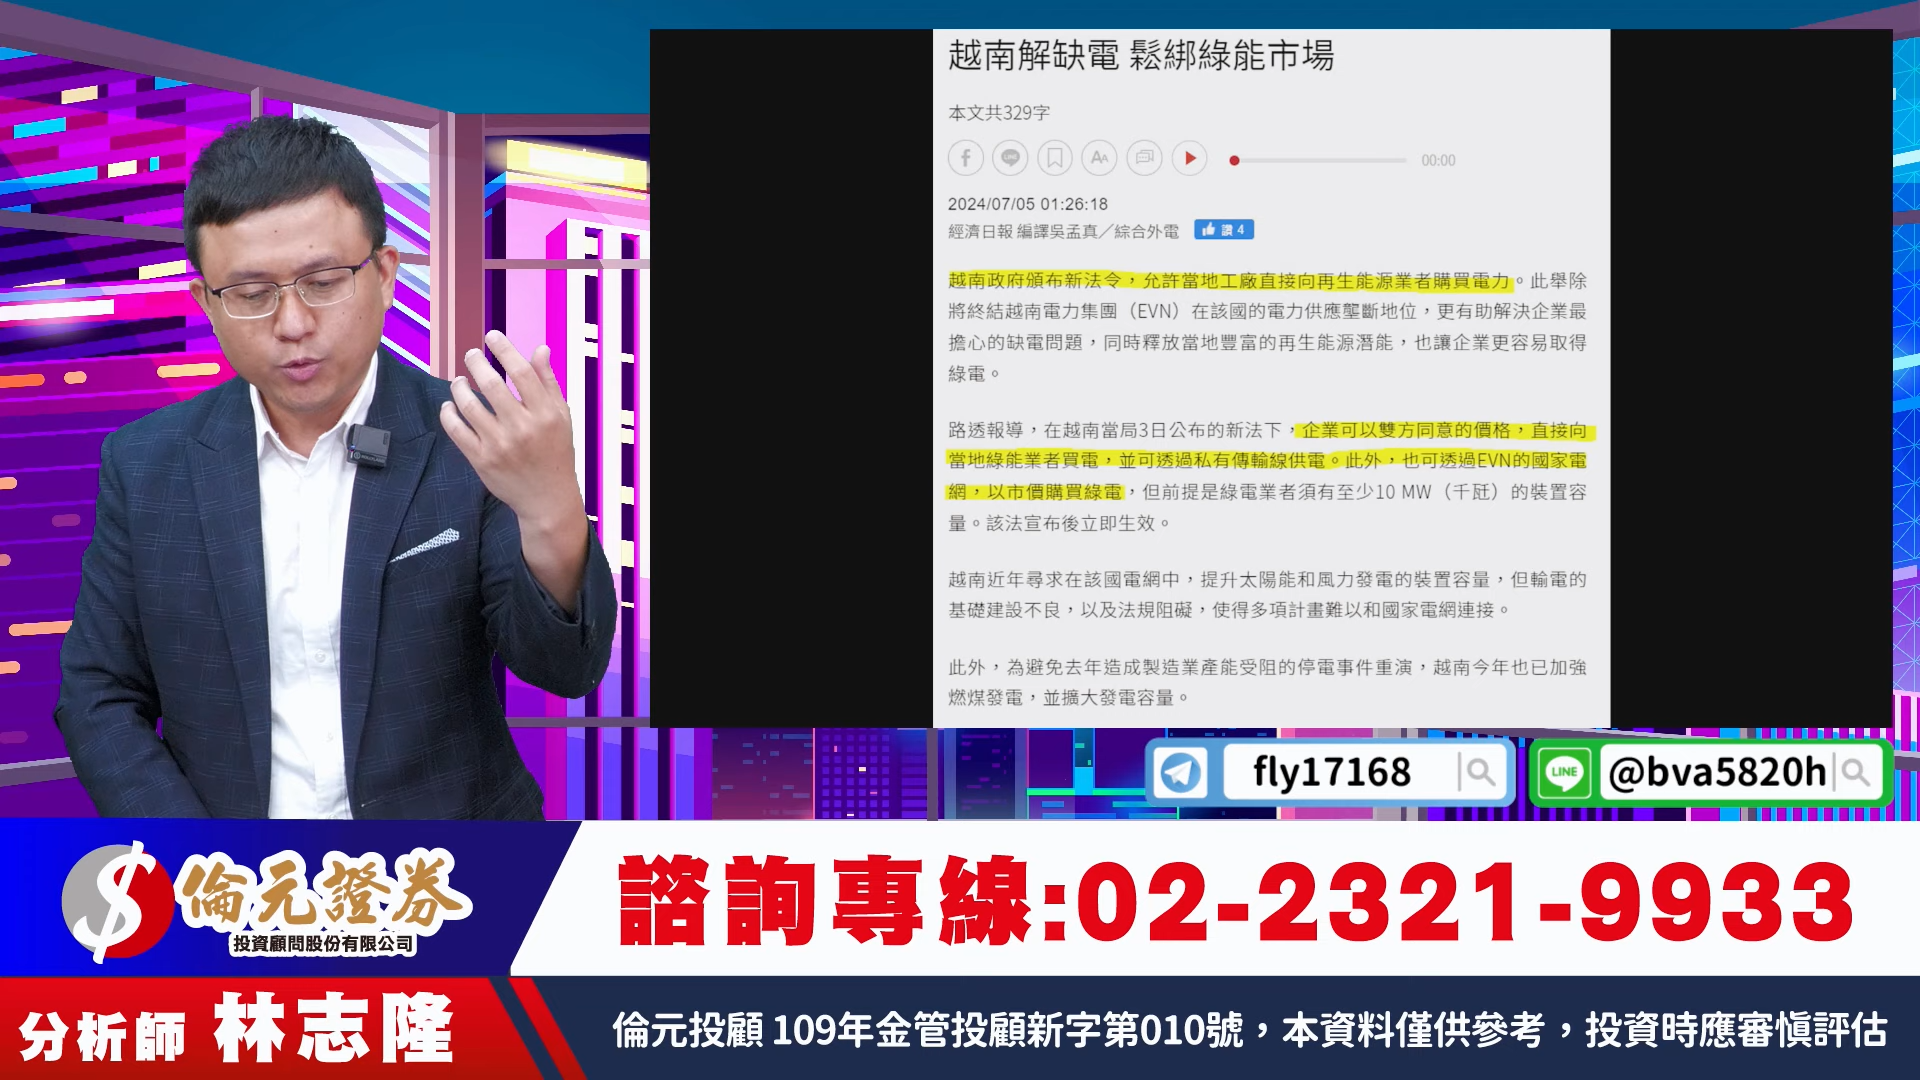 越南解缺電 鬆綁綠能市場
本文共329字
00:00
2024/07/05 01:26:18
經濟日報 編譯吳孟真／綜合外電
讚 4
越南政府頒布新法令，允許當地工廠直接向再生能源業者購買電力。此舉除
將終結越南電力集團（EVN）在該國的電力供應壟斷地位，更有助解決企業最
擔心的缺電問題，同時釋放當地豐富的再生能源潛能，也讓企業更容易取得
綠電。
路透報導，在越南當局3日公布的新法下，企業可以雙方同意的價格，直接向
當地綠能業者買電，並可透過私有傳輸線供電。此外，也可透過EVN的國家電
網，以市價購買綠電，但前提是綠電業者須有至少10 MW（千瓩）的裝置容
量。該法宣布後立即生效。
越南近年尋求在該國電網中，提升太陽能和風力發電的裝置容量，但輸電的
基礎建設不良，以及法規阻礙，使得多項計畫難以和國家電網連接。
此外，為避免去年造成製造業產能受阻的停電事件重演，越南今年也已加強
燃煤發電，並擴大發電容量。
fly17168
LINE
@bva5820h
倫元證券
投資顧問股份有限公司
諮詢專線:02-2321-9933
分析師 林志隆
倫元投顧 109年金管投顧新字第010號，本資料僅供參考，投資時應審慎評估